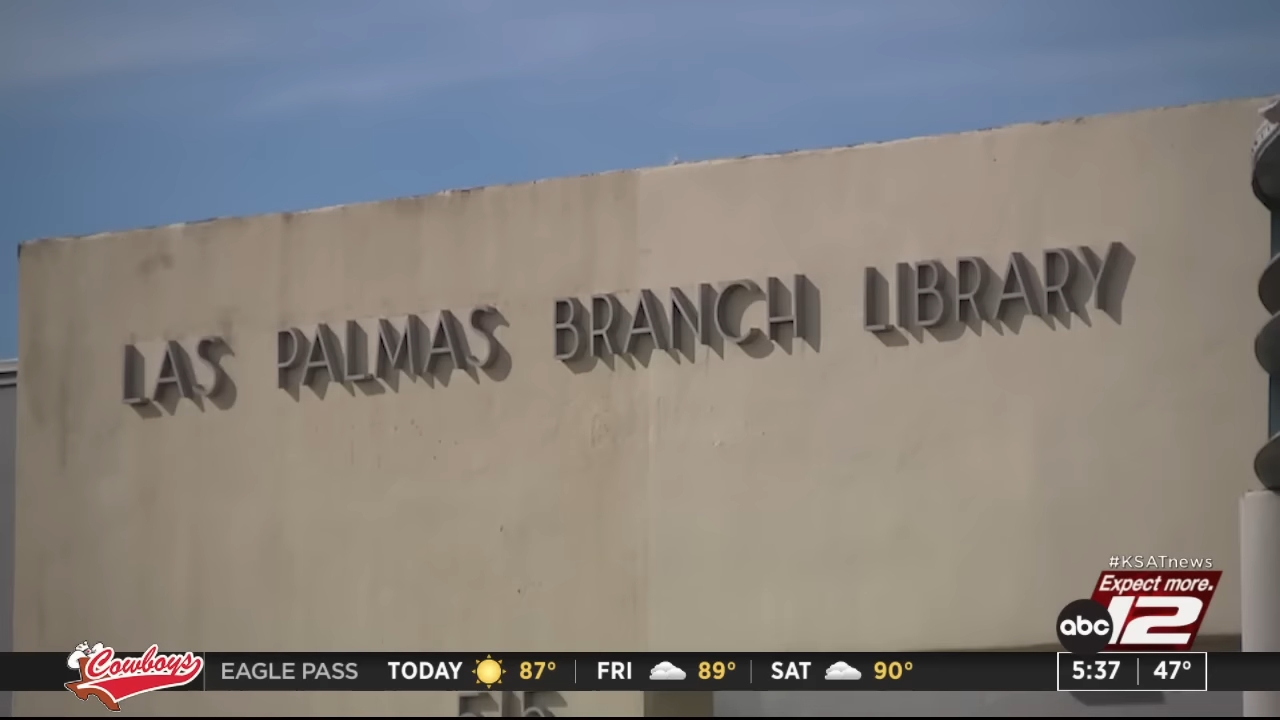 LAS PALMAS BRANCH LIBRARY
#KSATnews
Expect more.
abc 12
Cowboys EAGLE PASS TODAY 87° FRI 89° SAT 90° 5:37 47°